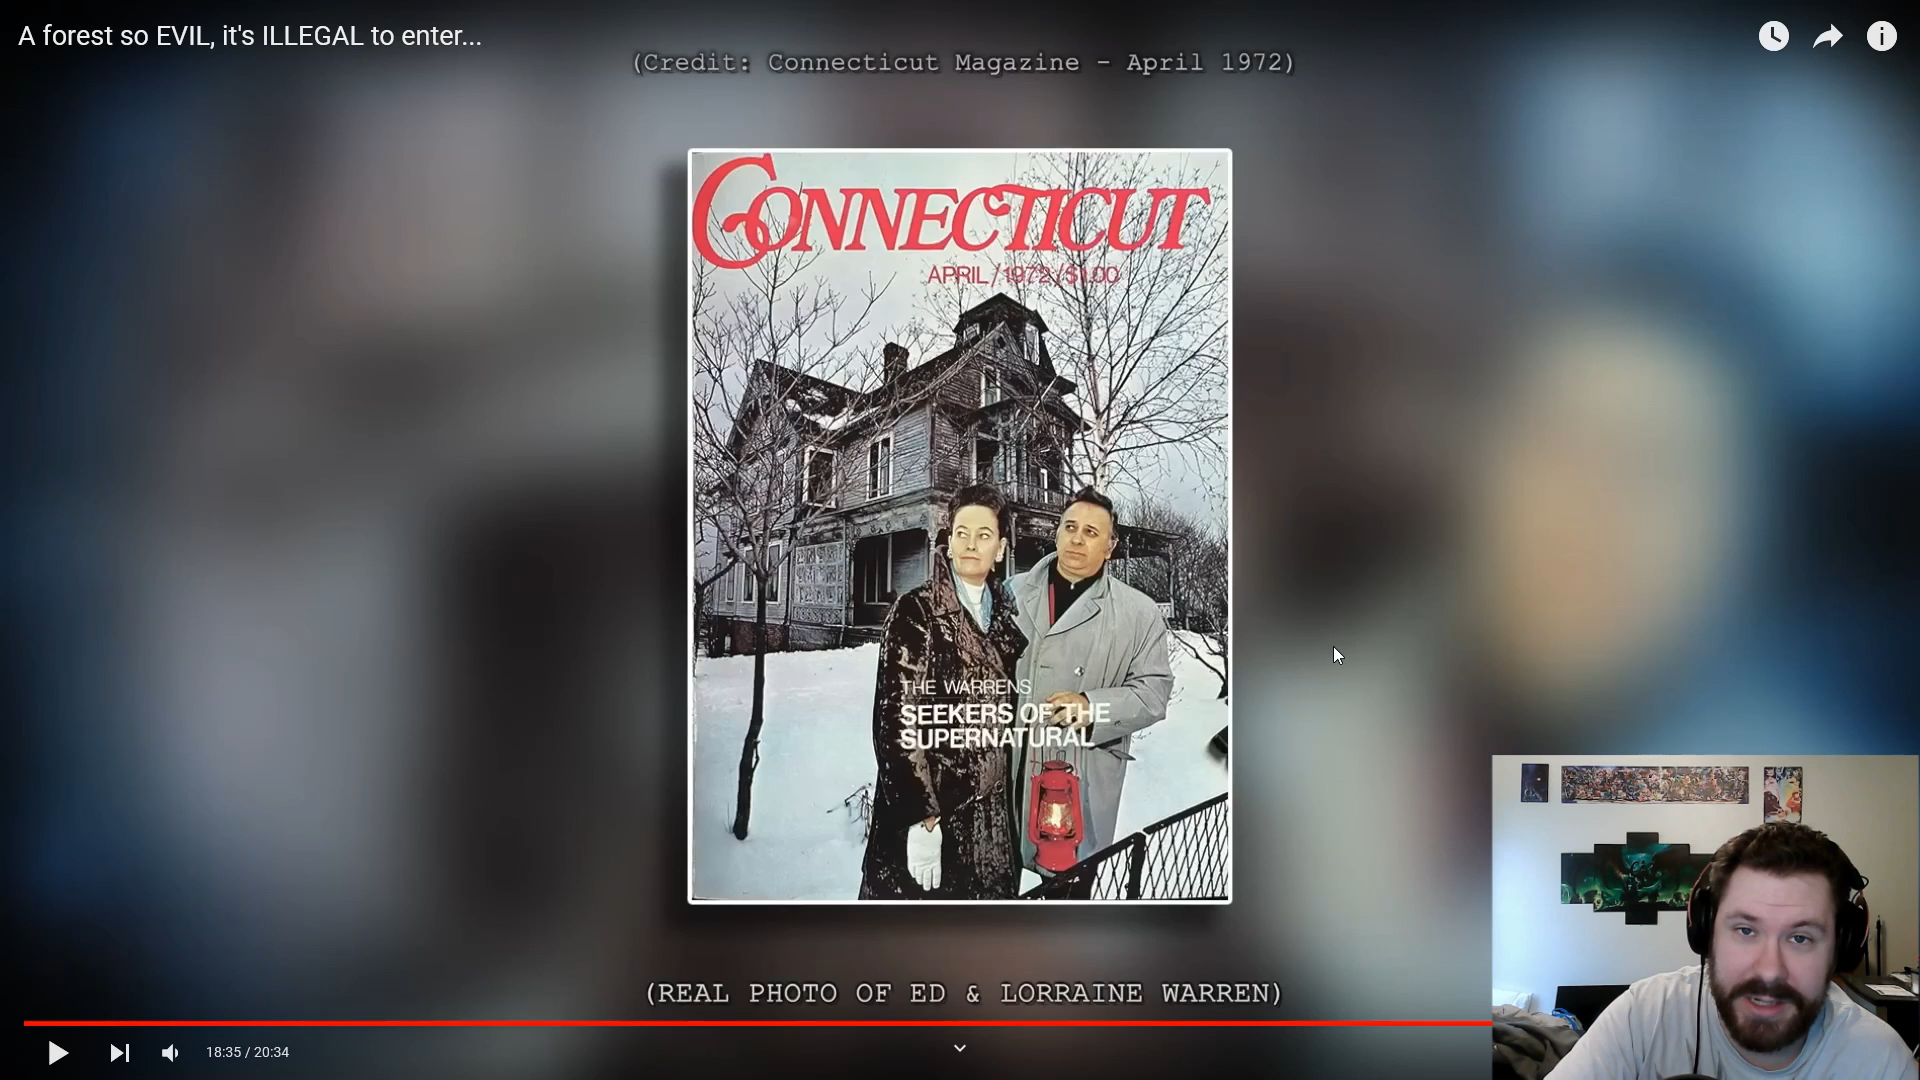 A forest so EVIL, it's ILLEGAL to enter...
(Credit: Connecticut Magazine - April 1972)
CONNECTICUT
APRIL/1972/$1.00
THE WARRENS
SEEKERS OF THE
SUPERNATURAL
(REAL PHOTO OF ED & LORRAINE WARREN)
18:35 / 20:34